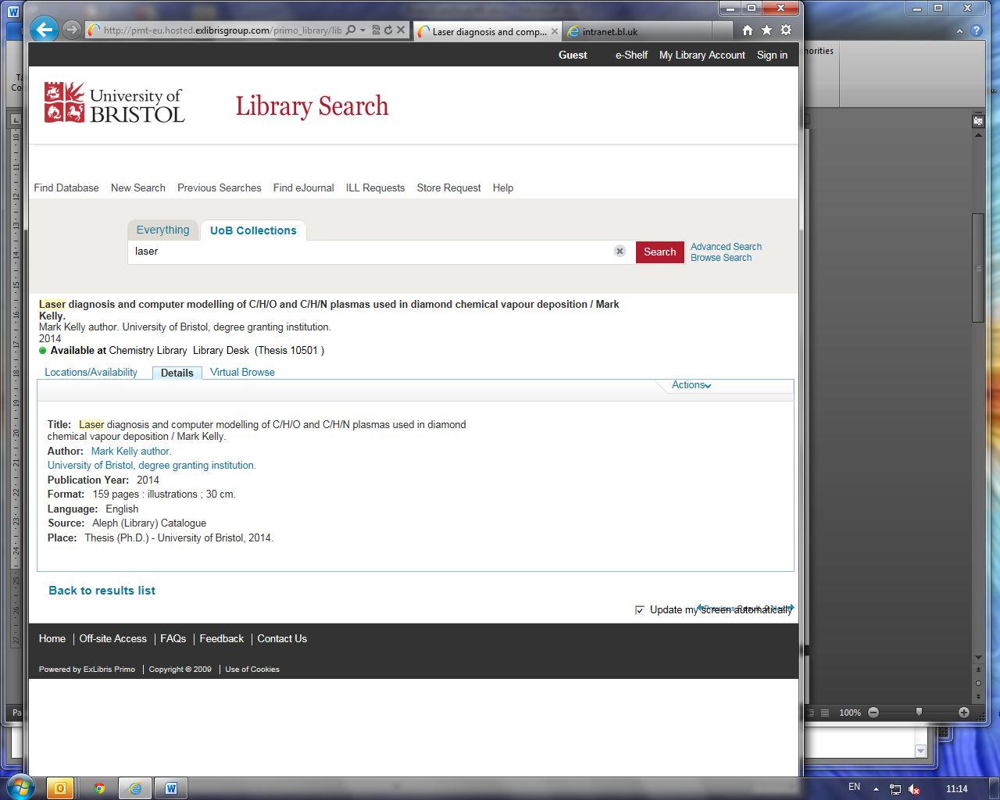 http://pmt-eu.hosted.exlibrisgroup.com/primo_library/lib
Laser diagnosis and comp...
intranet.bl.uk
Guest e-Shelf My Library Account Sign in
University of
BRISTOL
Library Search
Find Database New Search Previous Searches Find eJournal ILL Requests Store Request Help
Everything UoB Collections
laser
Search
Advanced Search
Browse Search
Laser diagnosis and computer modelling of C/H/O and C/H/N plasmas used in diamond chemical vapour deposition / Mark
Kelly.
Mark Kelly author. University of Bristol, degree granting institution.
2014
Available at Chemistry Library Library Desk (Thesis 10501 )
Locations/Availability Details Virtual Browse
Actions
Title: Laser diagnosis and computer modelling of C/H/O and C/H/N plasmas used in diamond
chemical vapour deposition / Mark Kelly.
Author: Mark Kelly author.
University of Bristol, degree granting institution.
Publication Year: 2014
Format: 159 pages : illustrations ; 30 cm.
Language: English
Source: Aleph (Library) Catalogue
Place: Thesis (Ph.D.) - University of Bristol, 2014.
Back to results list
Update my screen automatically
Home Off-site Access FAQs Feedback Contact Us
Powered by ExLibris Primo Copyright © 2009 Use of Cookies
100%
EN 11:14